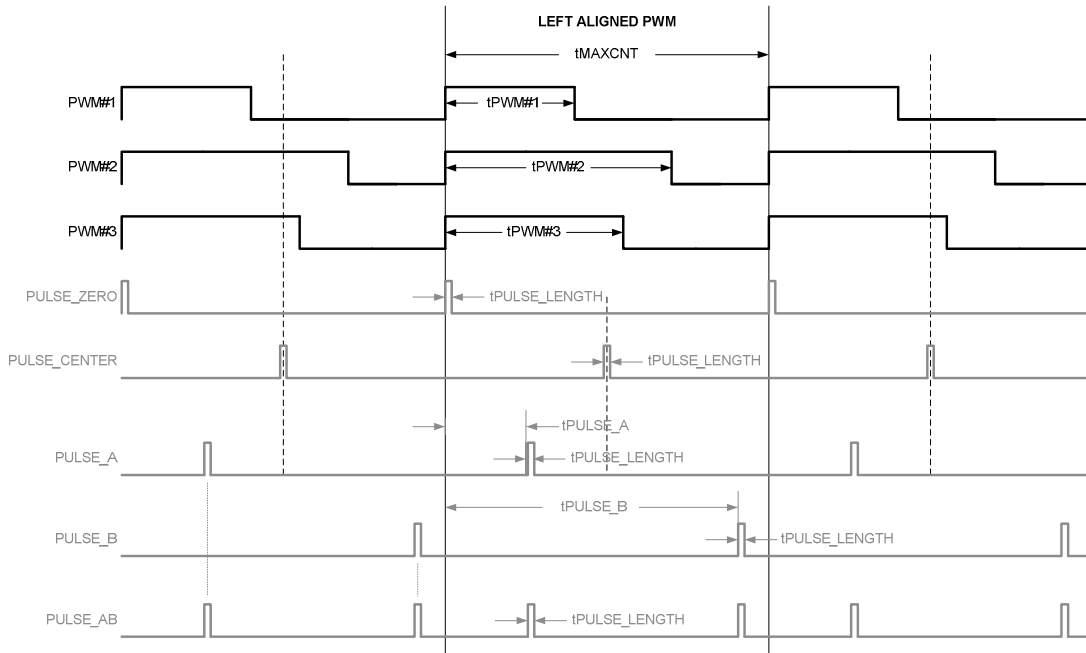 LEFT ALIGNED PWM
tMAXCNT
PWM#1
tPWM#1
PWM#2
tPWM#2
PWM#3
tPWM#3
PULSE_ZERO
tPULSE_LENGTH
PULSE_CENTER
tPULSE_LENGTH
tPULSE_A
PULSE_A
tPULSE_LENGTH
tPULSE_B
PULSE_B
tPULSE_LENGTH
PULSE_AB
tPULSE_LENGTH